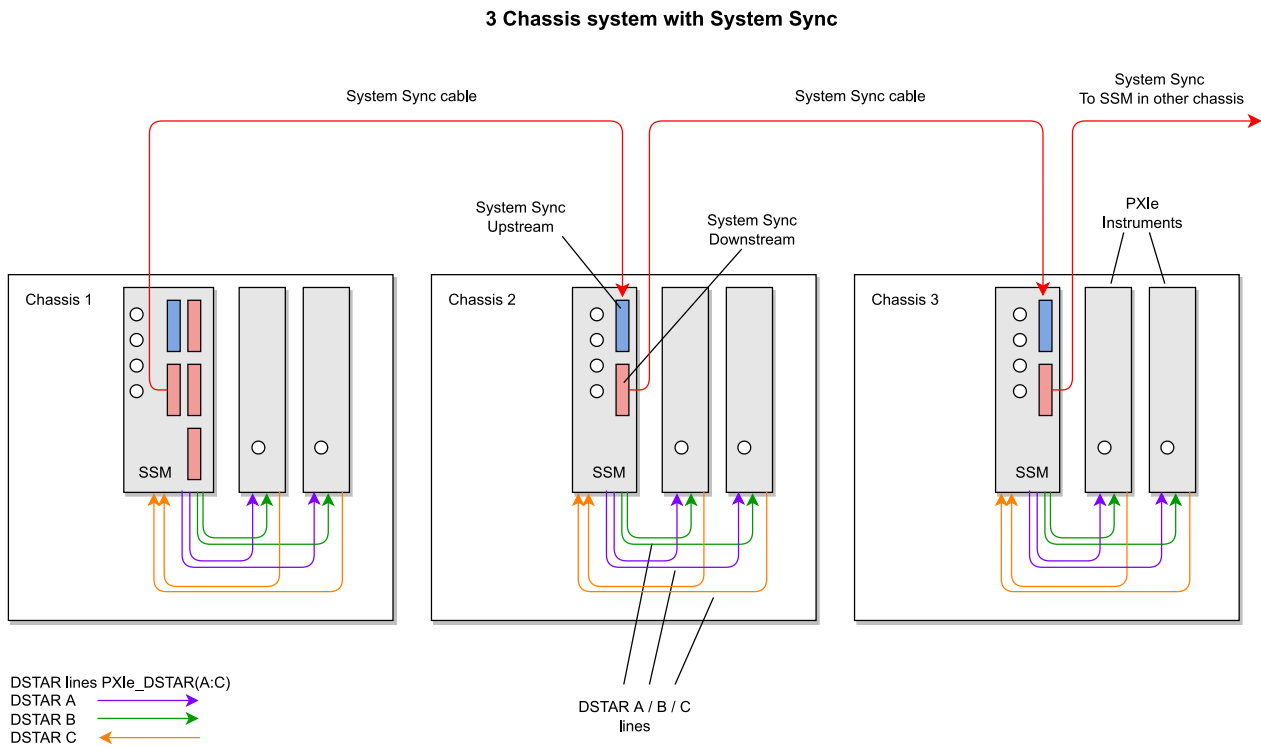 3 Chassis system with System Sync
System Sync cable
System Sync cable
System Sync
To SSM in other chassis
System Sync
Upstream
System Sync
Downstream
PXIe
Instruments
Chassis 1
Chassis 2
Chassis 3
SSM
SSM
SSM
DSTAR lines PXIe_DSTAR(A:C)
DSTAR A
DSTAR B
DSTAR C
DSTAR A / B / C
lines